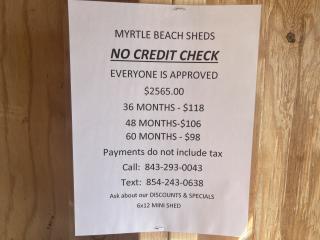 MYRTLE BEACH SHEDS
NO CREDIT CHECK
EVERYONE IS APPROVED
$2565.00
36 MONTHS - $118
48 MONTHS-$106
60 MONTHS - $98
Payments do not include tax
Call: 843-293-0043
Text: 854-243-0638
Ask about our DISCOUNTS & SPECIALS
6x12 MINI SHED